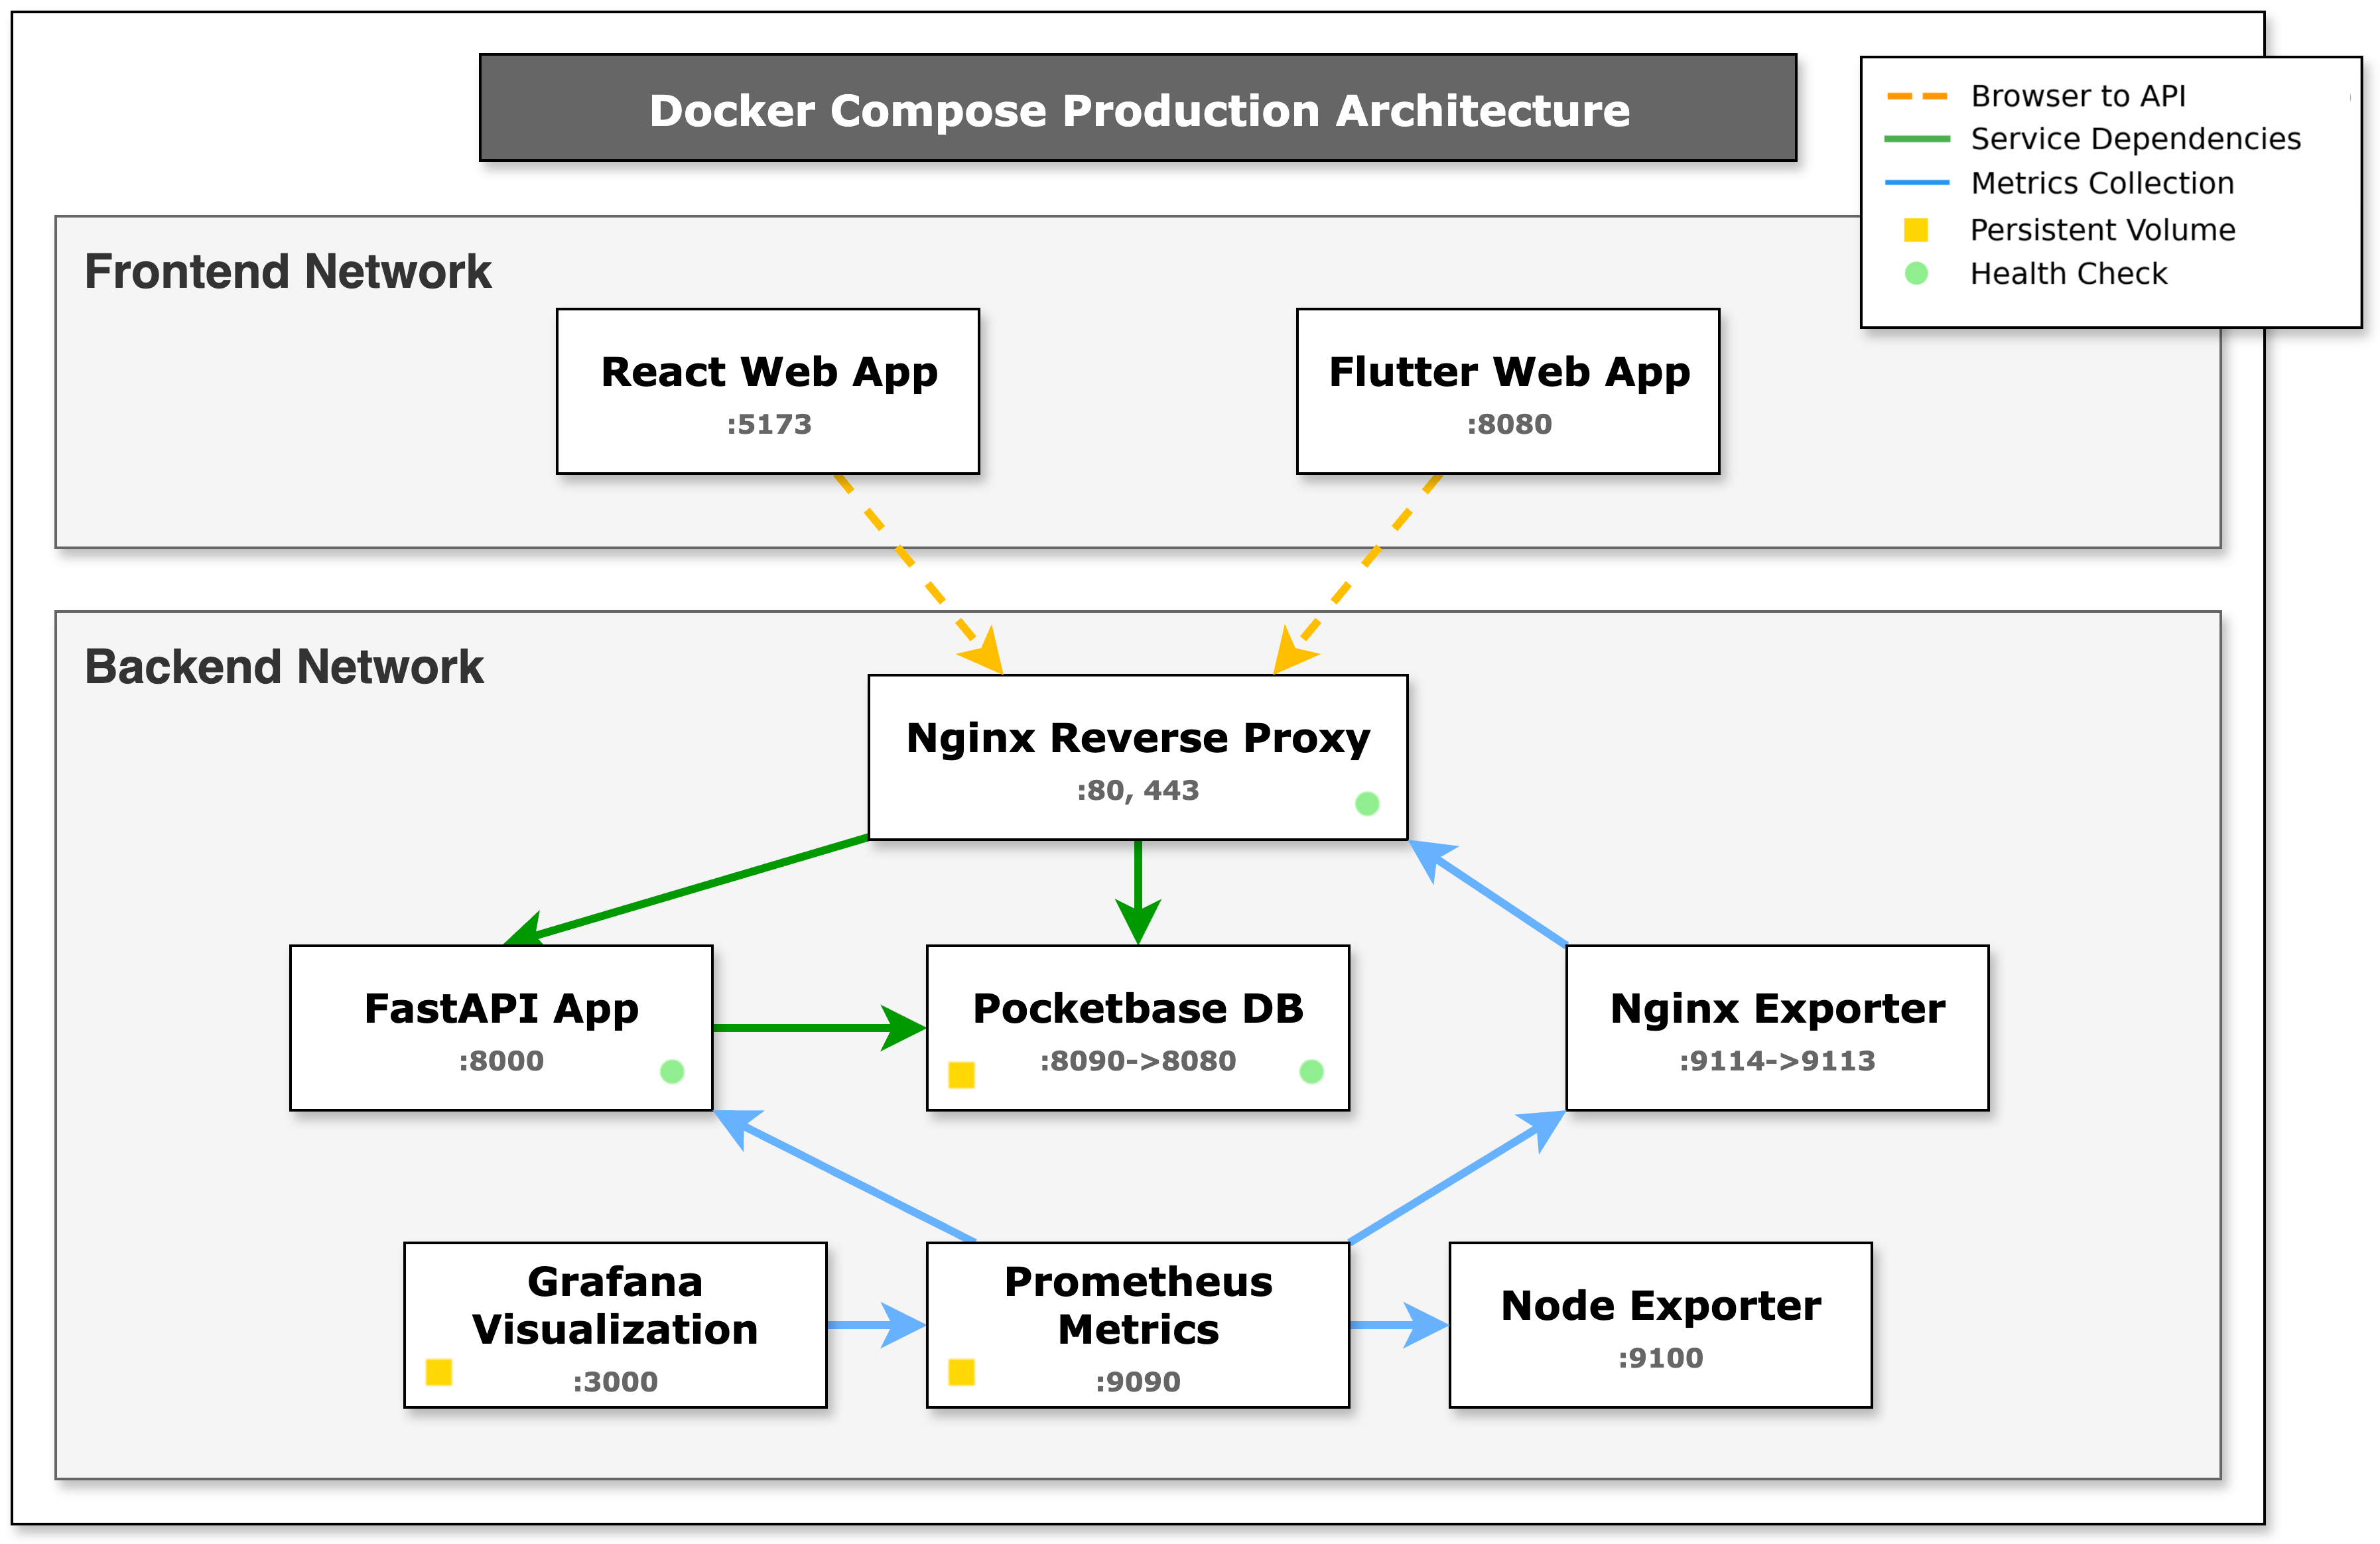 Docker Compose Production Architecture
Browser to API
Service Dependencies
Metrics Collection
Persistent Volume
Health Check
Frontend Network
React Web App
:5173
Flutter Web App
:8080
Backend Network
Nginx Reverse Proxy
:80, 443
FastAPI App
:8000
Pocketbase DB
:8090->8080
Nginx Exporter
:9114->9113
Grafana
Visualization
:3000
Prometheus
Metrics
:9090
Node Exporter
:9100